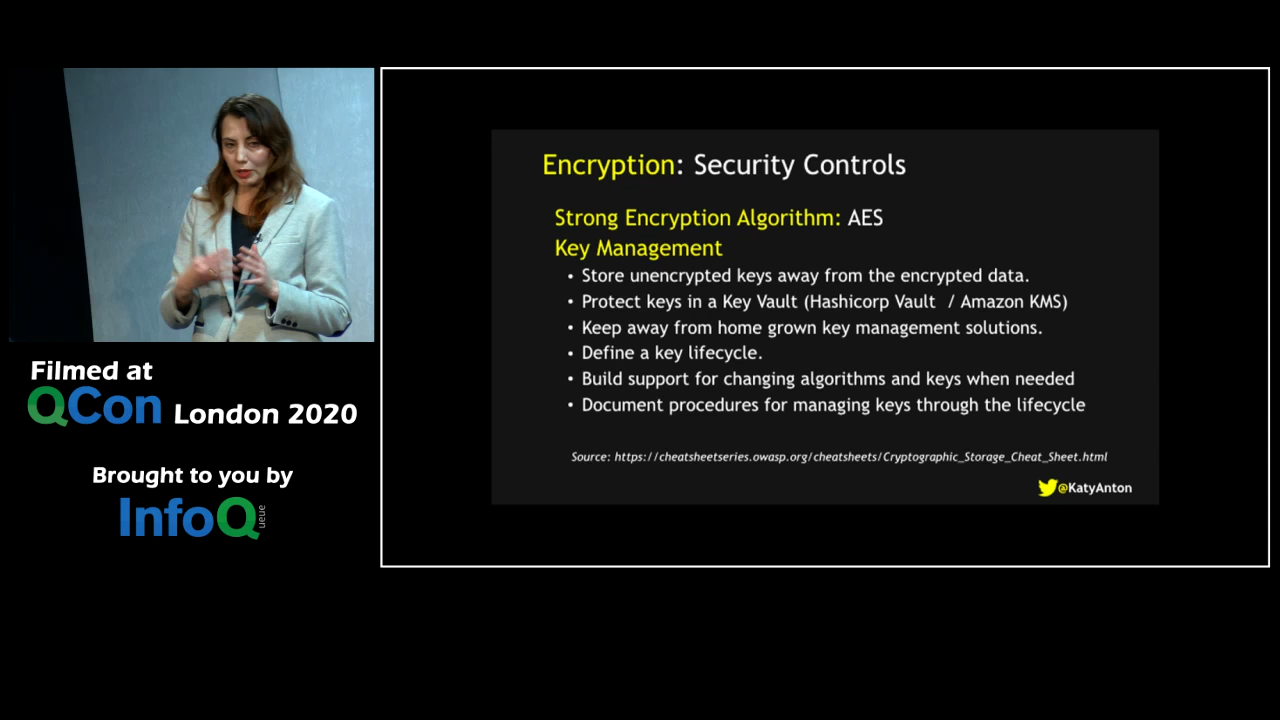 Encryption: Security Controls
Strong Encryption Algorithm: AES
Key Management
• Store unencrypted keys away from the encrypted data.
• Protect keys in a Key Vault (Hashicorp Vault / Amazon KMS)
• Keep away from home grown key management solutions.
• Define a key lifecycle.
• Build support for changing algorithms and keys when needed
• Document procedures for managing keys through the lifecycle
Source: https://cheatsheetseries.owasp.org/cheatsheets/Cryptographic_Storage_Cheat_Sheet.html
@KatyAnton
Filmed at
QCon London 2020
Brought to you by
InfoQueue